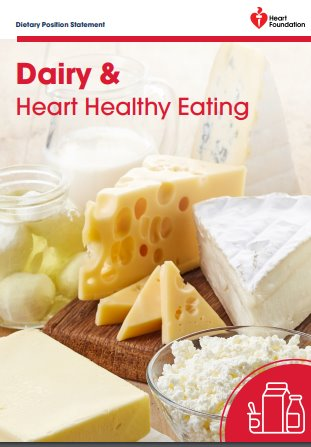 Dietary Position Statement
Heart
Foundation
Dairy &
Heart Healthy Eating